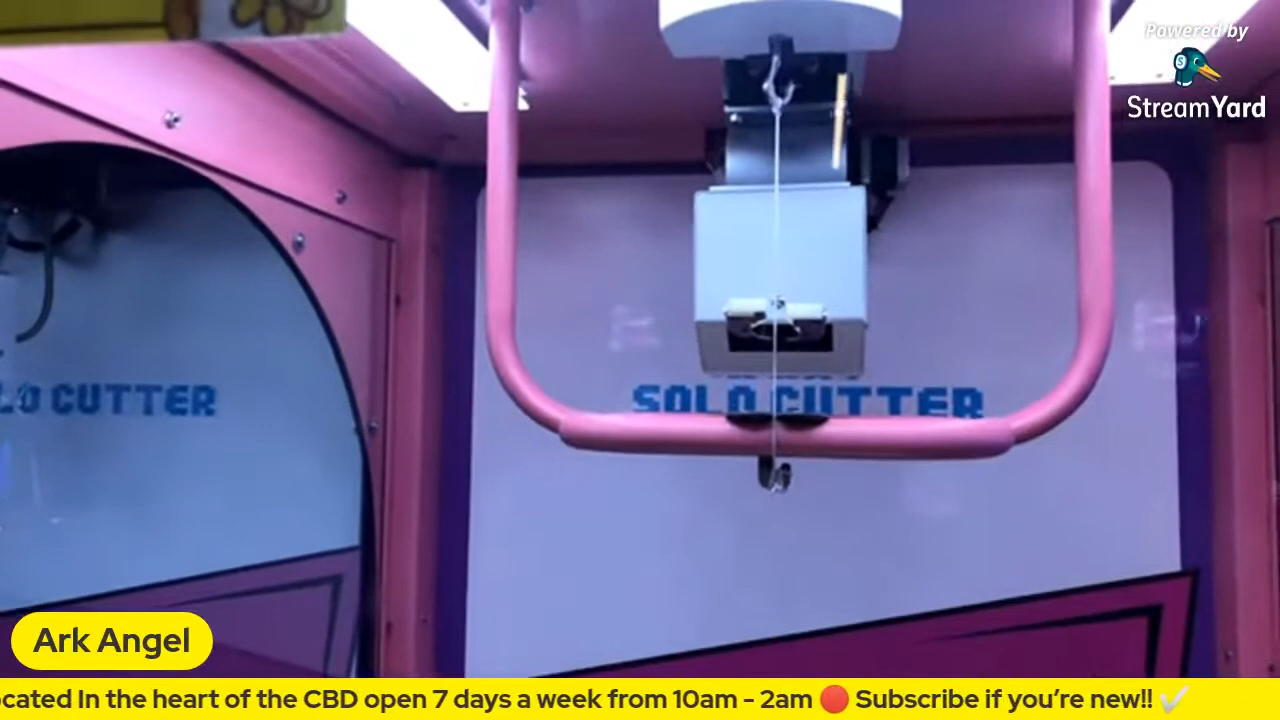 Powered by
StreamYard
LO CUTTER
SOLO CUTTER
Ark Angel
cated In the heart of the CBD open 7 days a week from 10am - 2am 🔴 Subscribe if you’re new!! ✔️